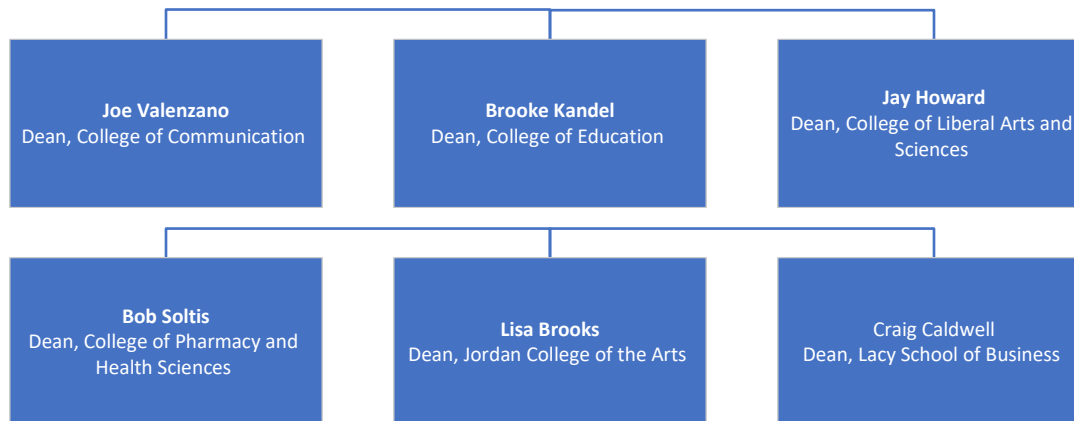 Joe Valenzano
Dean, College of Communication
Brooke Kandel
Dean, College of Education
Jay Howard
Dean, College of Liberal Arts and
Sciences
Bob Soltis
Dean, College of Pharmacy and
Health Sciences
Lisa Brooks
Dean, Jordan College of the Arts
Craig Caldwell
Dean, Lacy School of Business